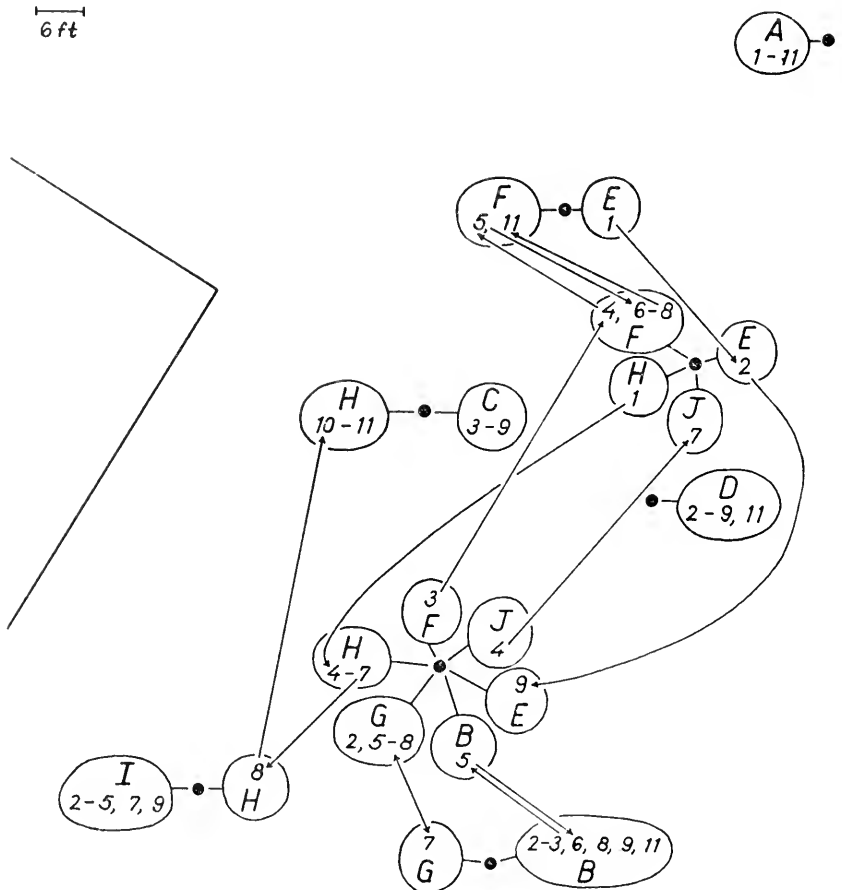 6 ft
A
1-11
F
5, 11
E
1
4, 6-8
F
E
2
H
1
J
7
H
10-11
C
3-9
D
2-9, 11
3
F
J
4
H
4-7
9
E
G
2, 5-8
B
5
I
2-5, 7, 9
8
H
7
G
2-3, 6, 8, 9, 11
B